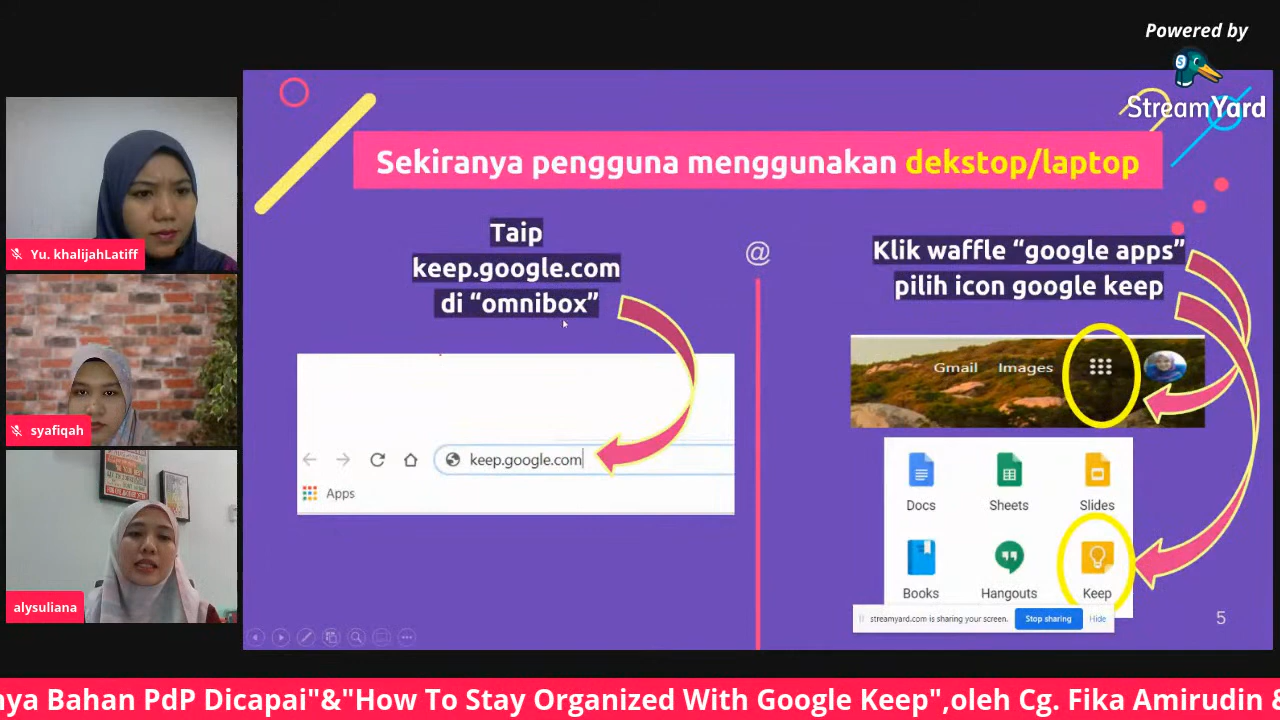 Powered by
StreamYard
Yu. khalijahLatiff
syafiqah
alysuliana
Sekiranya pengguna menggunakan dekstop/laptop
Taip
keep.google.com
di “omnibox”
@
Klik waffle “google apps”
pilih icon google keep
keep.google.com
Apps
Gmail Images
Docs Sheets Slides
Books Hangouts Keep
streamyard.com is sharing your screen. Stop sharing Hide
5
nya Bahan PdP Dicapai"&"How To Stay Organized With Google Keep",oleh Cg. Fika Amirudin &